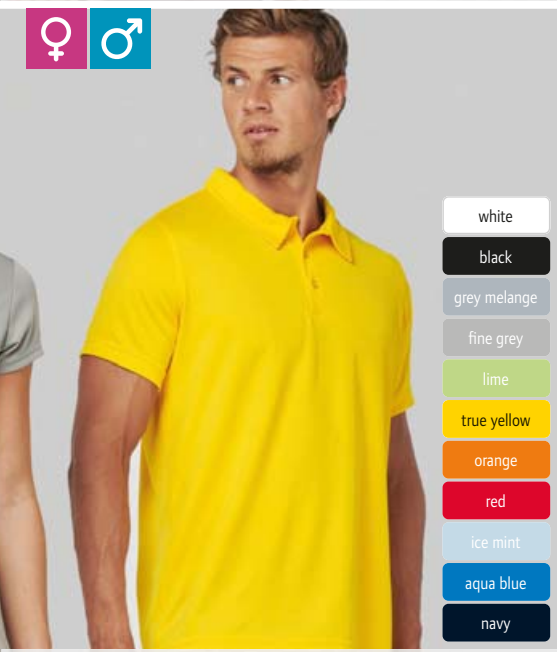 white
black
grey melange
fine grey
lime
true yellow
orange
red
ice mint
aqua blue
navy